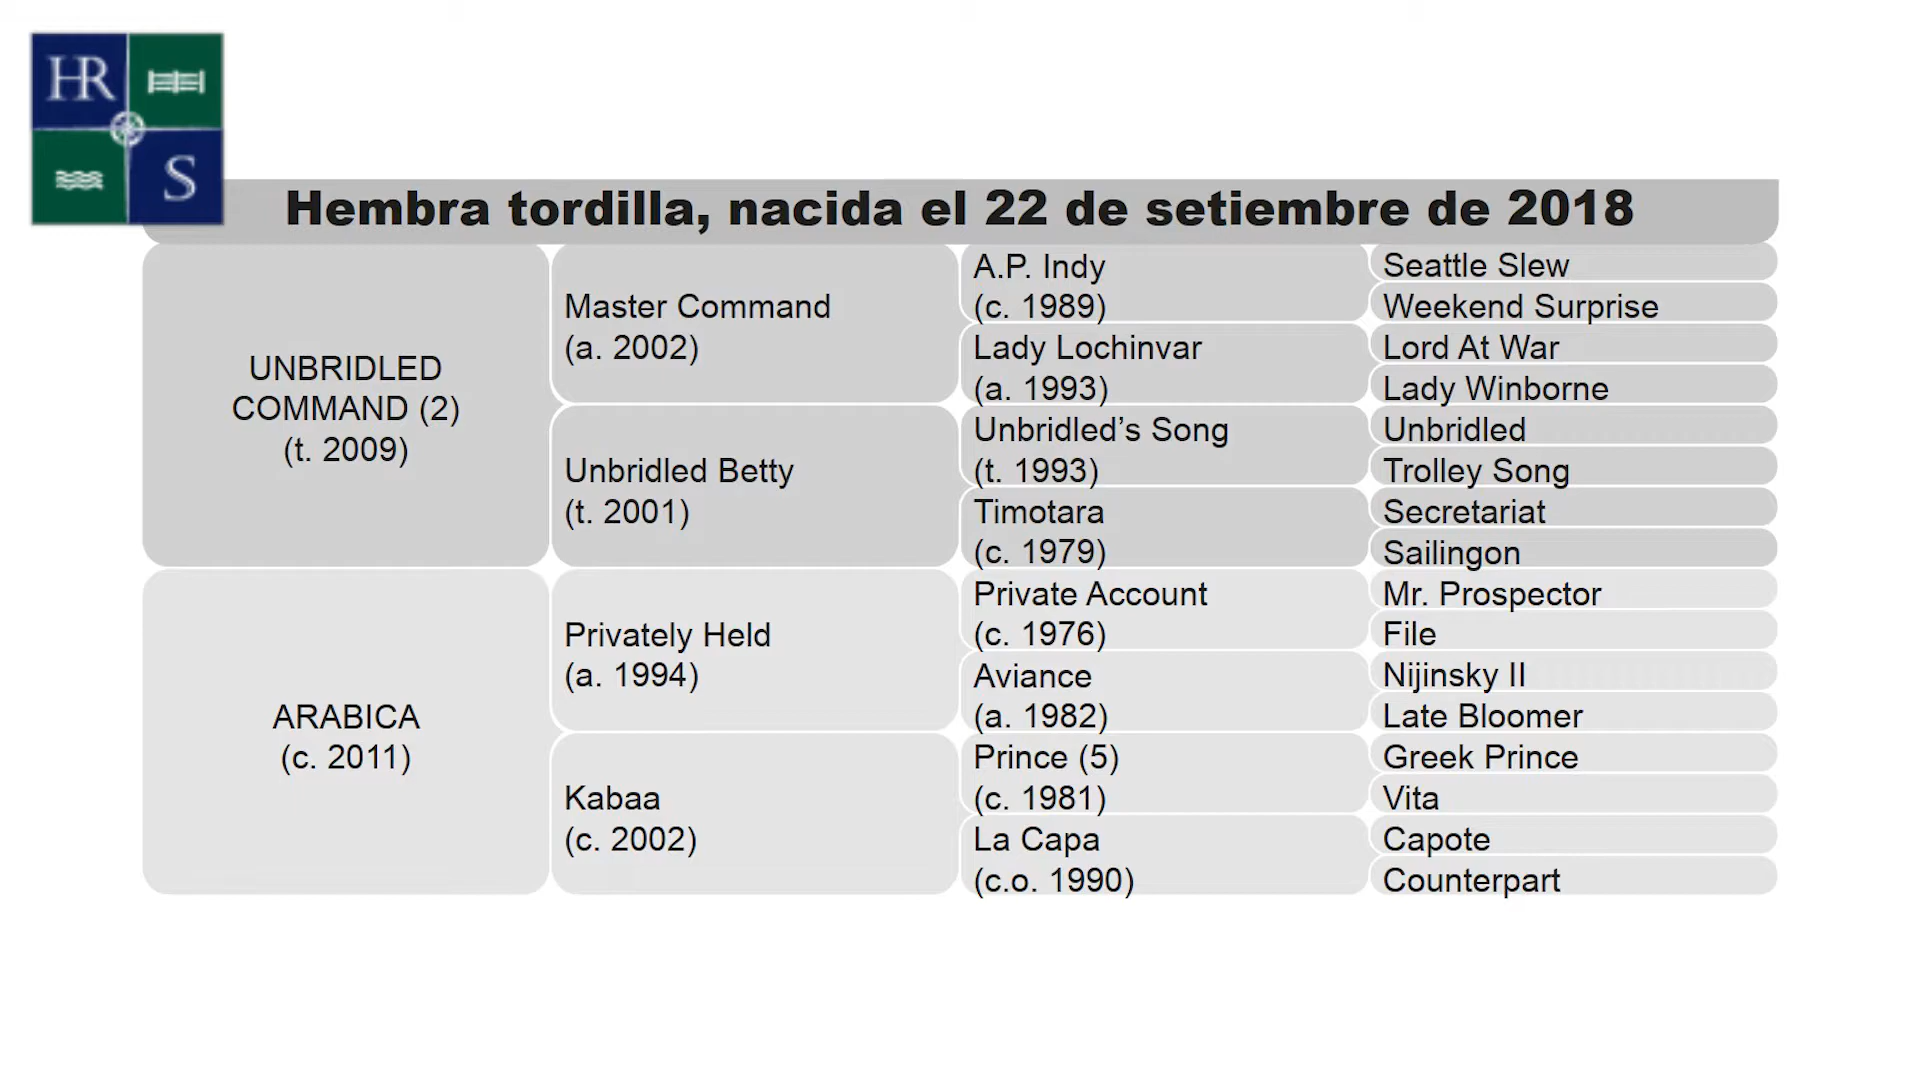 HR
S
Hembra tordilla, nacida el 22 de setiembre de 2018
UNBRIDLED
COMMAND (2)
(t. 2009)
Master Command
(a. 2002)
A.P. Indy
(c. 1989)
Seattle Slew
Weekend Surprise
Lady Lochinvar
(a. 1993)
Lord At War
Lady Winborne
Unbridled Betty
(t. 2001)
Unbridled’s Song
(t. 1993)
Unbridled
Trolley Song
Timotara
(c. 1979)
Secretariat
Sailingon
ARABICA
(c. 2011)
Privately Held
(a. 1994)
Private Account
(c. 1976)
Mr. Prospector
File
Aviance
(a. 1982)
Nijinsky II
Late Bloomer
Kabaa
(c. 2002)
Prince (5)
(c. 1981)
Greek Prince
Vita
La Capa
(c.o. 1990)
Capote
Counterpart